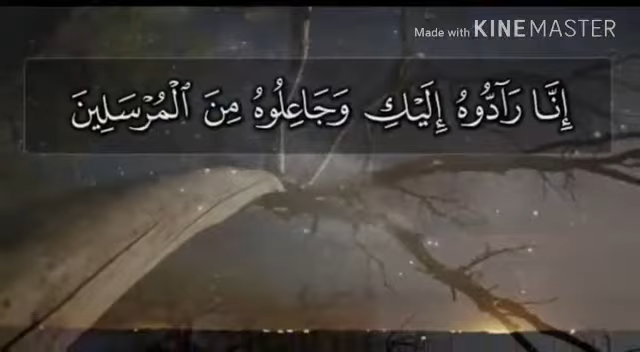 Made with KINEMASTER
إِنَّا رَآدُّوهُ إِلَيْكِ وَجَاعِلُوهُ مِنَ ٱلْمُرْسَلِينَ